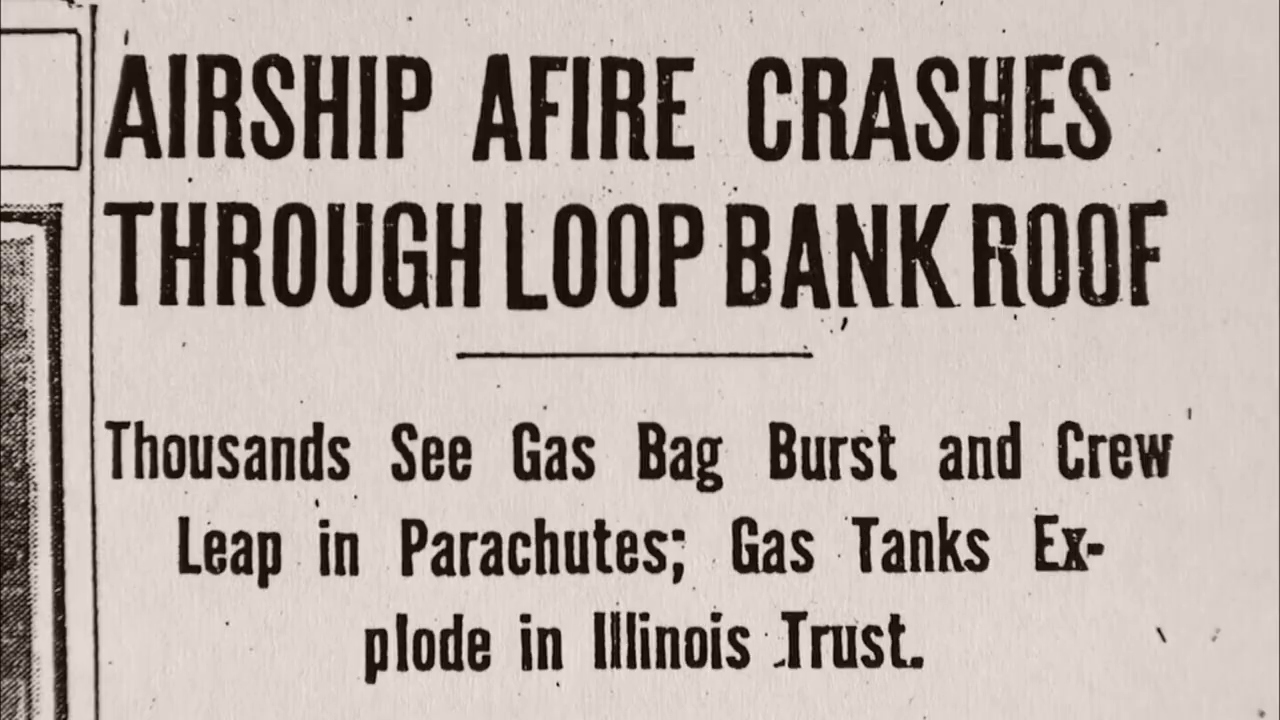 AIRSHIP AFIRE CRASHES
THROUGH LOOP BANK ROOF
Thousands See Gas Bag Burst and Crew
Leap in Parachutes; Gas Tanks Ex-
plode in Illinois Trust.